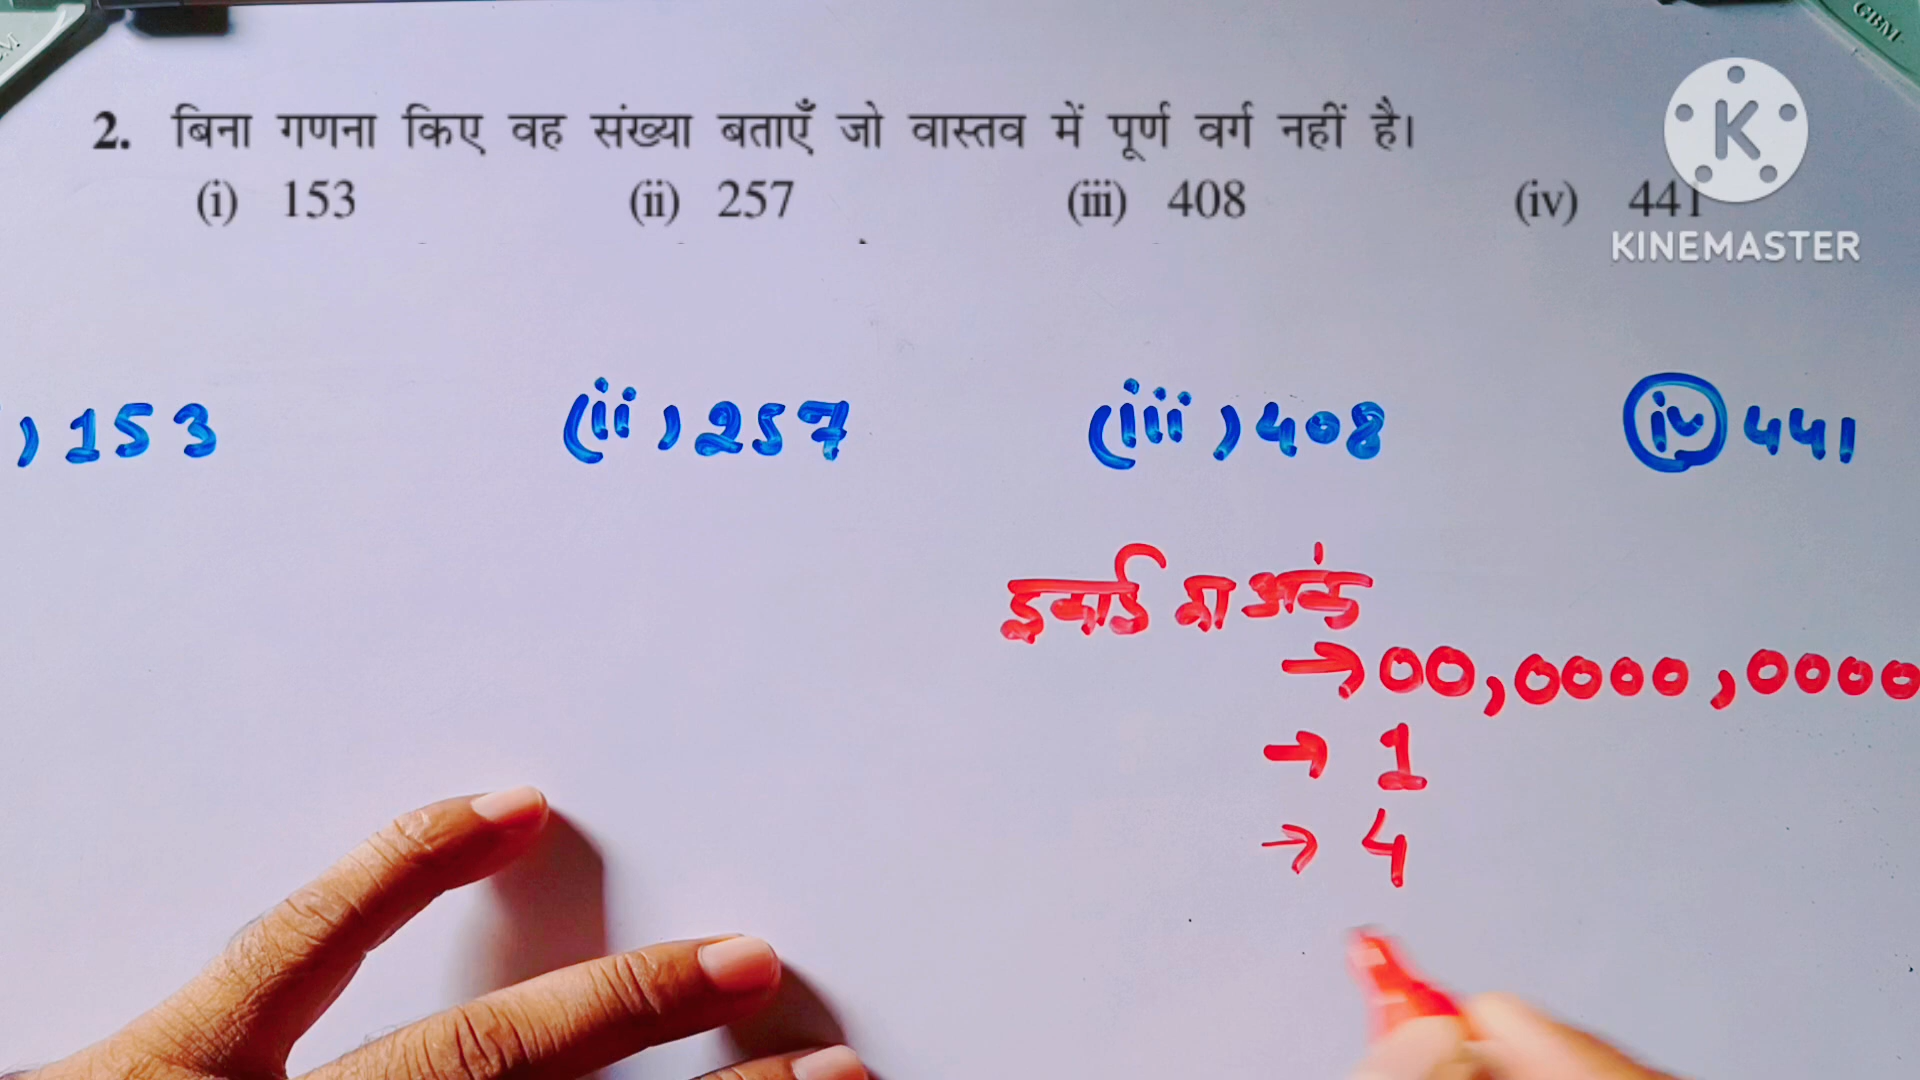 2. बिना गणना किए वह संख्या बताएँ जो वास्तव में पूर्ण वर्ग नहीं है।
(i) 153 (ii) 257 (iii) 408 (iv) 441
KINEMASTER
) 153 (ii) 257 (iii) 408 (iv) 441
इकाई का अंक
→ 00, 0000, 0000
→ 1
→ 4
GBM